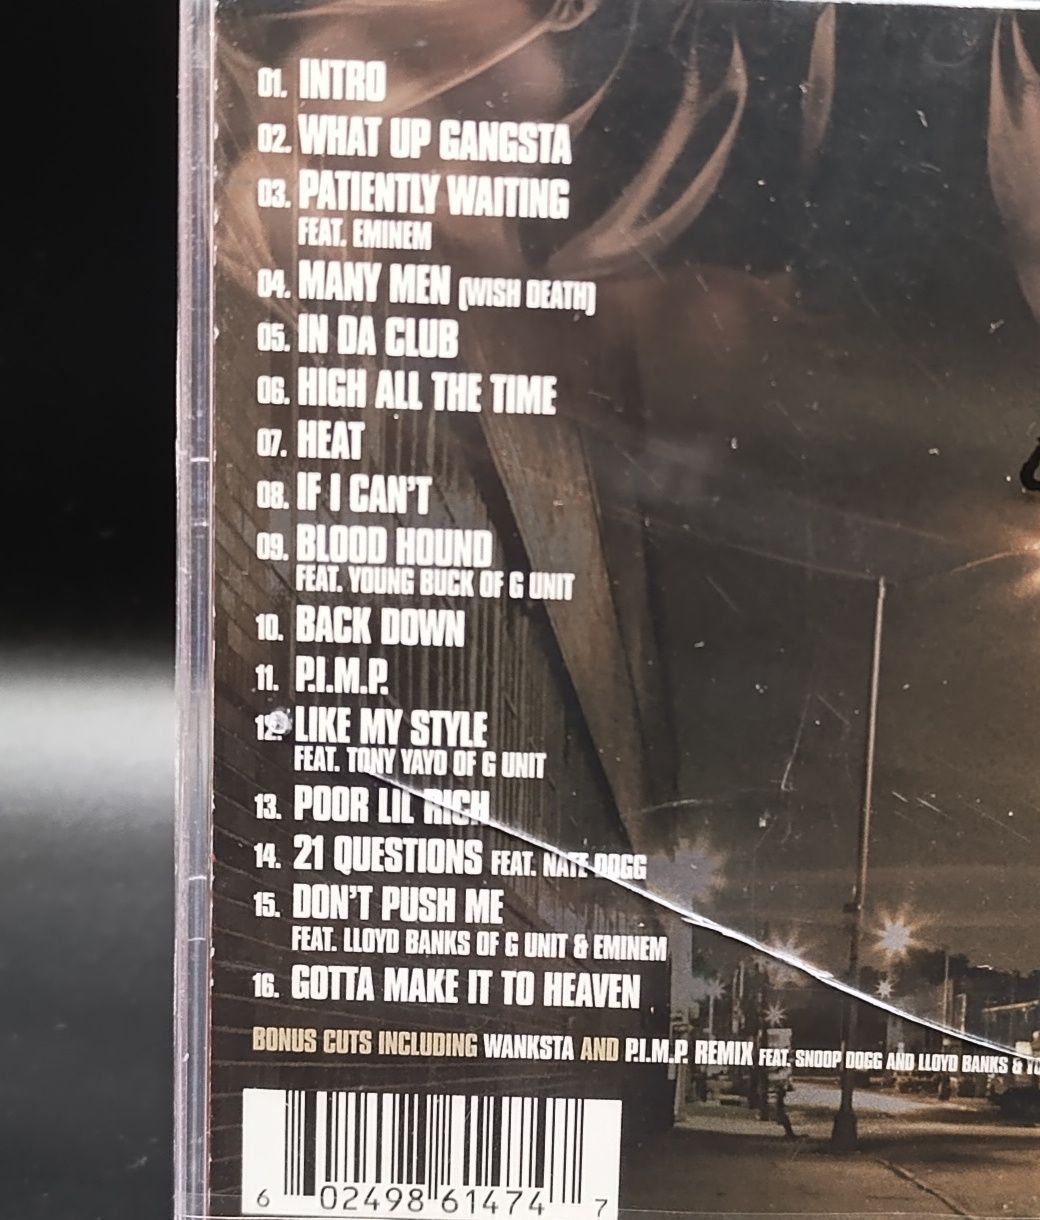 01. INTRO
02. WHAT UP GANGSTA
03. PATIENTLY WAITING
FEAT. EMINEM
04. MANY MEN (WISH DEATH)
05. IN DA CLUB
06. HIGH ALL THE TIME
07. HEAT
08. IF I CAN'T
09. BLOOD HOUND
FEAT. YOUNG BUCK OF G UNIT
10. BACK DOWN
11. P.I.M.P.
12. LIKE MY STYLE
FEAT. TONY YAYO OF G UNIT
13. POOR LIL RICH
14. 21 QUESTIONS FEAT. NATE DOGG
15. DON'T PUSH ME
FEAT. LLOYD BANKS OF G UNIT & EMINEM
16. GOTTA MAKE IT TO HEAVEN
BONUS CUTS INCLUDING WANKSTA AND P.I.M.P. REMIX FEAT. SNOOP DOGG AND LLOYD BANKS &
6 02498 61474 7